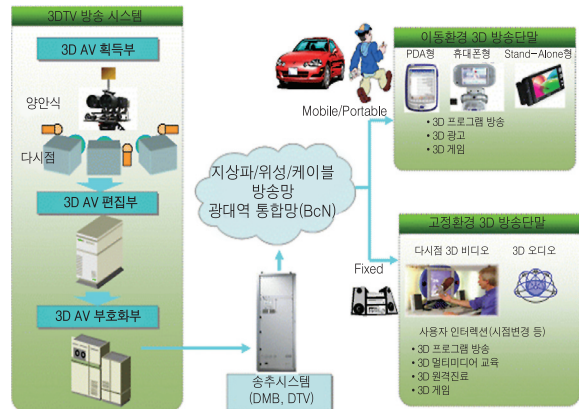 3DTV 방송 시스템
3D AV 획득부
양안식
다시점
3D AV 편집부
3D AV 부호화부
송추시스템
(DMB, DTV)
지상파/위성/케이블
방송망
광대역 통합망(BcN)
Mobile/Portable
Fixed
이동환경 3D 방송단말
PDA형 휴대폰형 Stand-Alone형
• 3D 프로그램 방송
• 3D 광고
• 3D 게임
고정환경 3D 방송단말
다시점 3D 비디오 3D 오디오
사용자 인터랙션(시점변경 등)
• 3D 프로그램 방송
• 3D 멀티미디어 교육
• 3D 원격진료
• 3D 게임